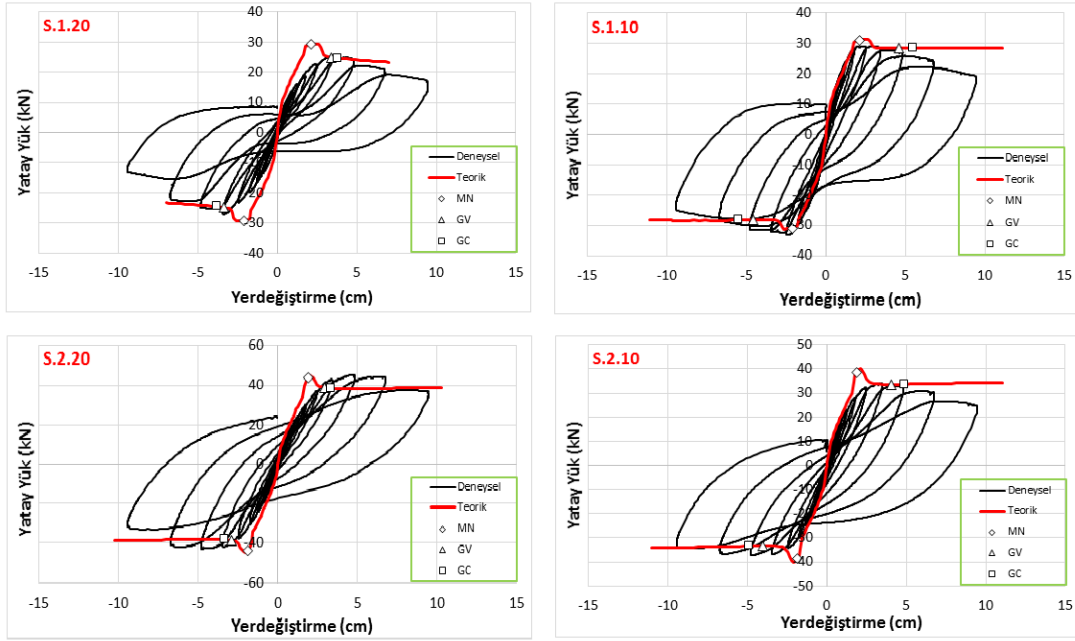 S.1.20
Yatay Yük (kN)
40
30
20
10
0
-10
-20
-30
-40
-15
-10
-5
0
5
10
15
Yerdeğiştirme (cm)
Deneysel
Teorik
MN
GV
GC
S.1.10
Yatay Yük (kN)
40
30
20
10
0
-10
-20
-30
-40
-15
-10
-5
0
5
10
15
Yerdeğiştirme (cm)
Deneysel
Teorik
MN
GV
GC
S.2.20
Yatay Yük (kN)
60
40
20
0
-20
-40
-60
-15
-10
-5
0
5
10
15
Yerdeğiştirme (cm)
Deneysel
Teorik
MN
GV
GC
S.2.10
Yatay Yük (kN)
50
40
30
20
10
0
-10
-20
-30
-40
-50
-15
-10
-5
0
5
10
15
Yerdeğiştirme (cm)
Deneysel
Teorik
MN
GV
GC